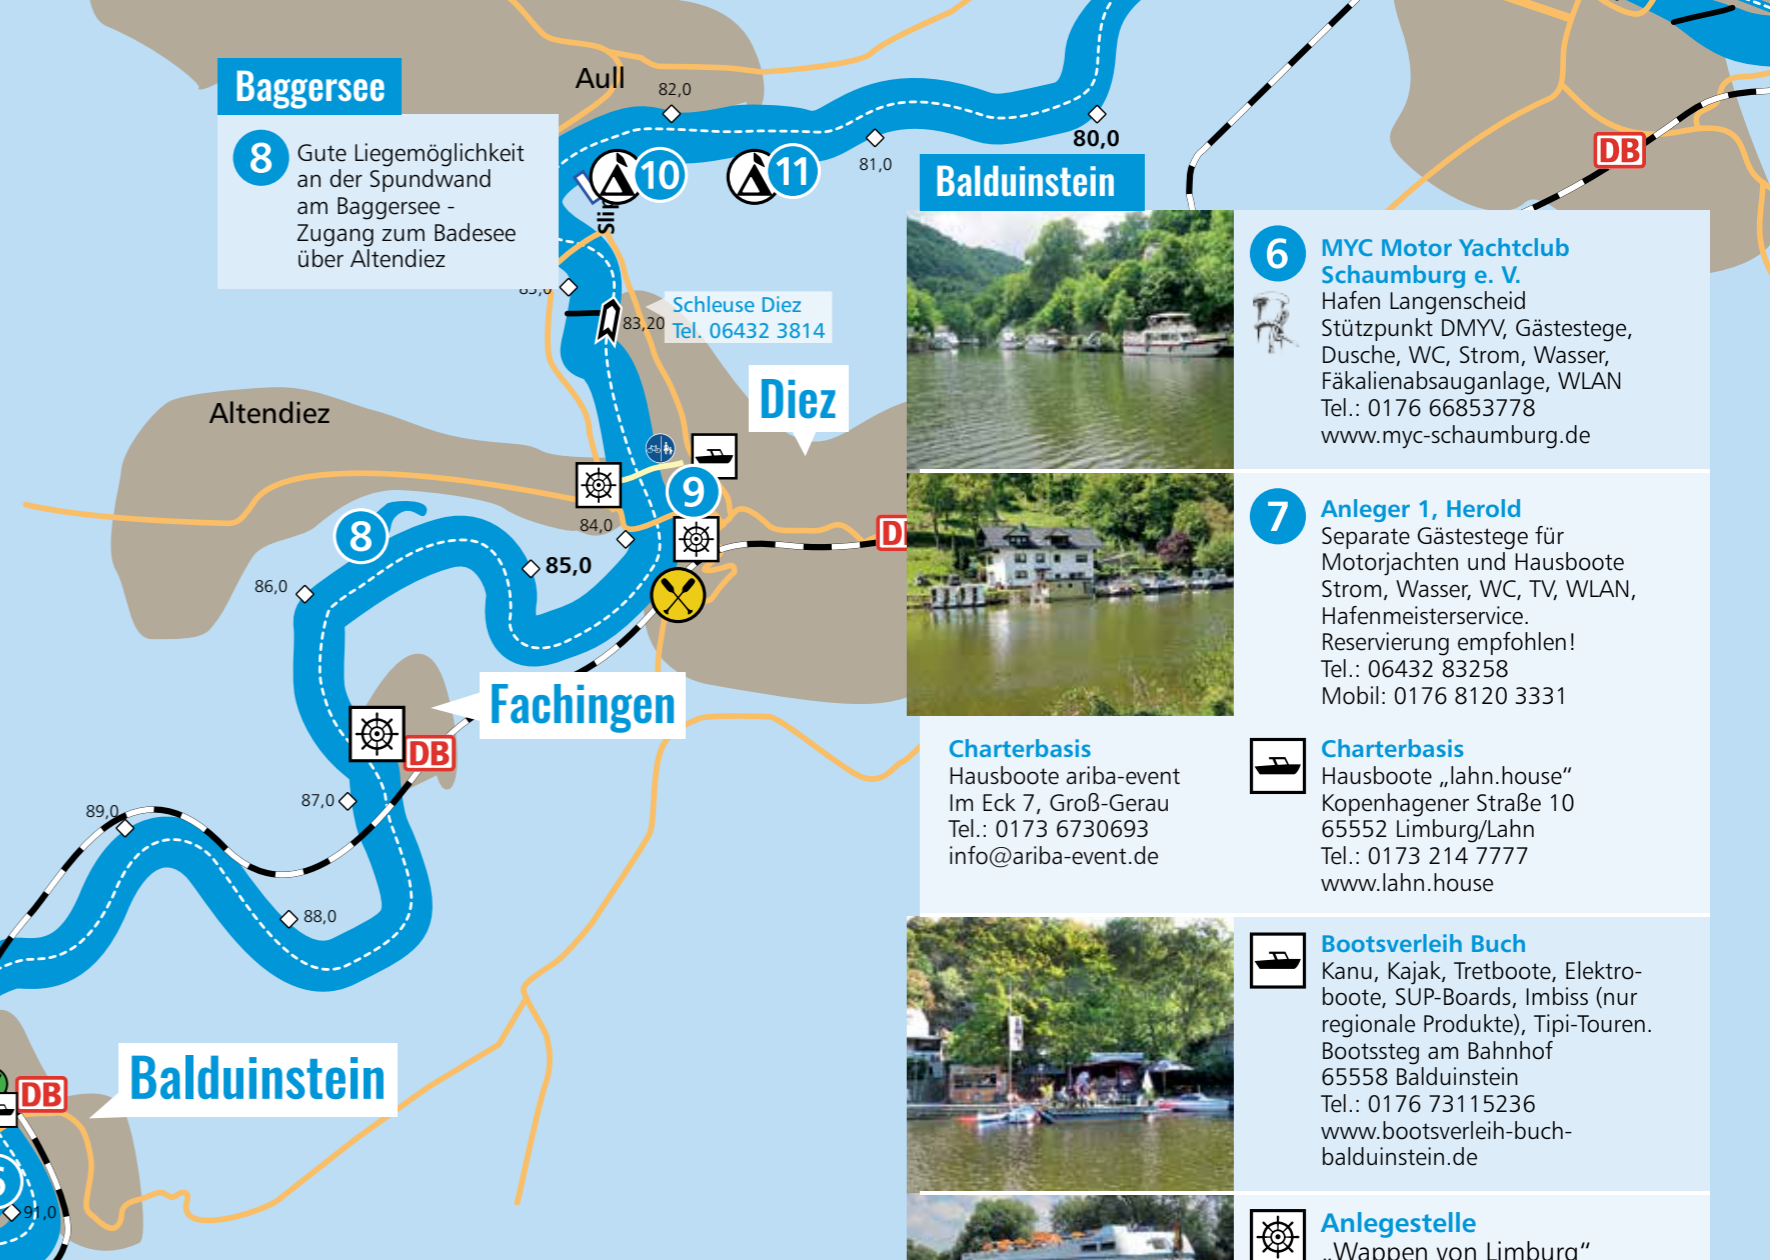 Baggersee
8
Gute Liegemöglichkeit
an der Spundwand
am Baggersee -
Zugang zum Badesee
über Altendiez
Aull
82,0
81,0
80,0
10
11
Slip
83,20
Schleuse Diez
Tel. 06432 3814
Diez
Altendiez
9
84,0
8
85,0
86,0
DB
Fachingen
DB
87,0
89,0
88,0
Balduinstein
DB
91,0
Balduinstein
6
MYC Motor Yachtclub
Schaumburg e. V.
Hafen Langenscheid
Stützpunkt DMYV, Gästestege,
Dusche, WC, Strom, Wasser,
Fäkalienabsauganlage, WLAN
Tel.: 0176 66853778
www.myc-schaumburg.de
7
Anleger 1, Herold
Separate Gästestege für
Motorjachten und Hausboote
Strom, Wasser, WC, TV, WLAN,
Hafenmeisterservice.
Reservierung empfohlen!
Tel.: 06432 83258
Mobil: 0176 8120 3331
Charterbasis
Hausboote ariba-event
Im Eck 7, Groß-Gerau
Tel.: 0173 6730693
info@ariba-event.de
Charterbasis
Hausboote „lahn.house“
Kopenhagener Straße 10
65552 Limburg/Lahn
Tel.: 0173 214 7777
www.lahn.house
Bootsverleih Buch
Kanu, Kajak, Tretboote, Elektro-
boote, SUP-Boards, Imbiss (nur
regionale Produkte), Tipi-Touren.
Bootssteg am Bahnhof
65558 Balduinstein
Tel.: 0176 73115236
www.bootsverleih-buch-
balduinstein.de
Anlegestelle
„Wappen von Limburg“